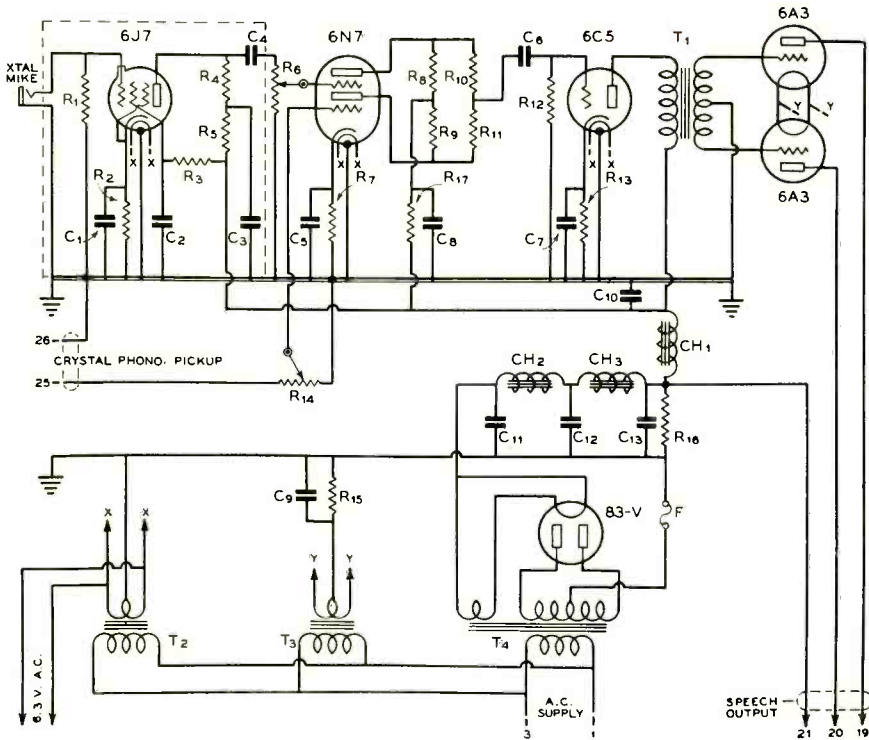 6J7
C4
6N7
6C5
T1
6A3
XTAL MIKE
R1
R4
R6
R8
R10
C6
R12
Y Y
R5
R9
R11
X X
X X
X X
6A3
R2
R3
R7
R17
R13
C1
C2
C3
C5
C8
C7
C10
26
CRYSTAL PHONO. PICKUP
25
R14
CH1
CH2
CH3
C11
C12
C13
R16
C9
R15
83-V
F
X X
Y Y
6.3 V. A.C.
T2
T3
T4
A.C. SUPPLY
3 1
SPEECH OUTPUT
21 20 19